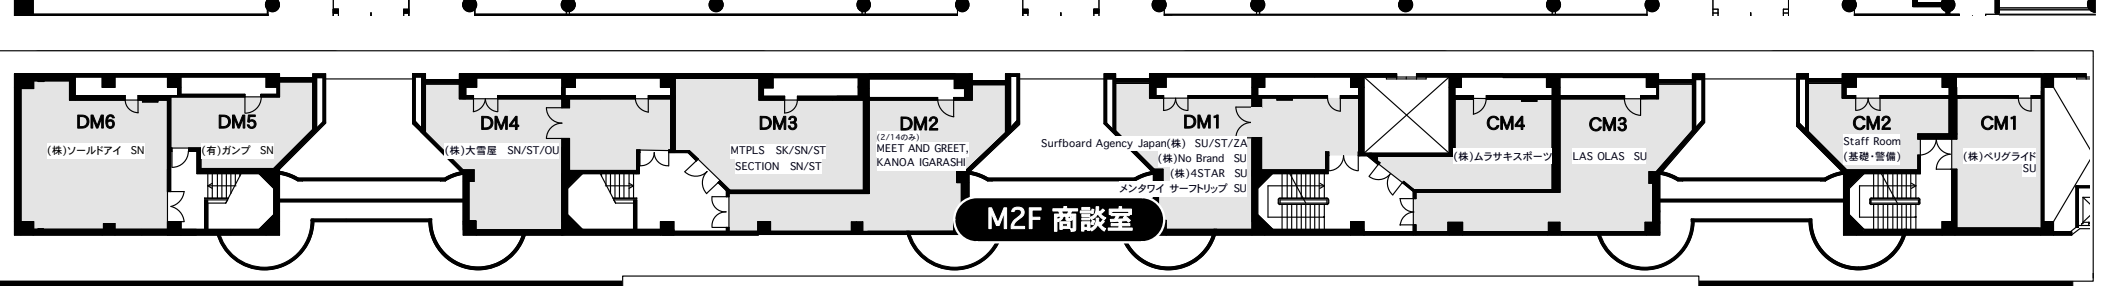 DM6
(株)ソールドアイ SN
DM5
(有)ガンプ SN
DM4
(株)大雪屋 SN/ST/OU
DM3
MTPLS SK/SN/ST
SECTION SN/ST
DM2
(2/14のみ)
MEET AND GREET,
KANOA IGARASHI
DM1
Surfboard Agency Japan(株) SU/ST/ZA
(株)No Brand SU
(株)4STAR SU
メンタワイ サーフトリップ SU
CM4
(株)ムラサキスポーツ
CM3
LAS OLAS SU
CM2
Staff Room
(基礎・警備)
CM1
(株)ペリグライド
SU
M2F 商談室